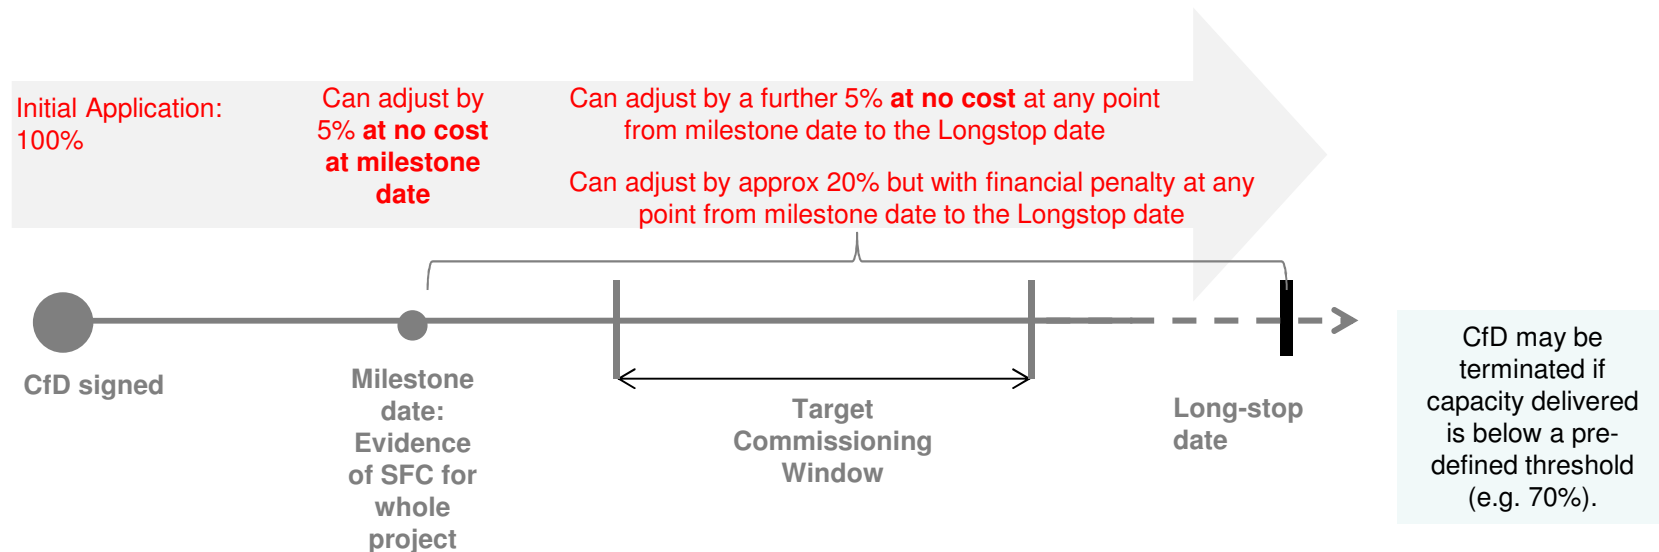 Initial Application:
100%
Can adjust by
5% at no cost
at milestone
date
Can adjust by a further 5% at no cost at any point
from milestone date to the Longstop date
Can adjust by approx 20% but with financial penalty at any
point from milestone date to the Longstop date
CfD signed
Milestone
date:
Evidence
of SFC for
whole
project
Target
Commissioning
Window
Long-stop
date
CfD may be
terminated if
capacity delivered
is below a pre-
defined threshold
(e.g. 70%).